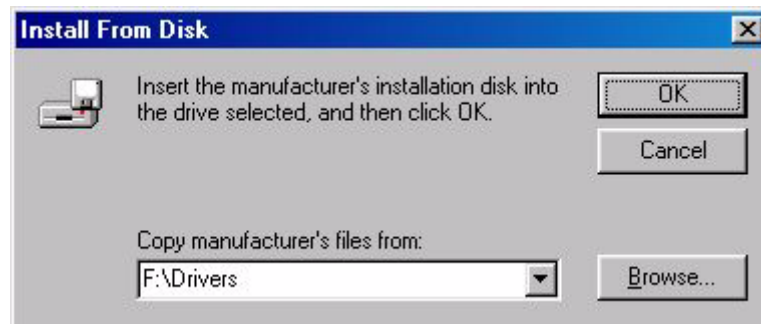 Install From Disk
Insert the manufacturer's installation disk into
the drive selected, and then click OK.
OK
Cancel
Copy manufacturer's files from:
F:\Drivers
Browse...